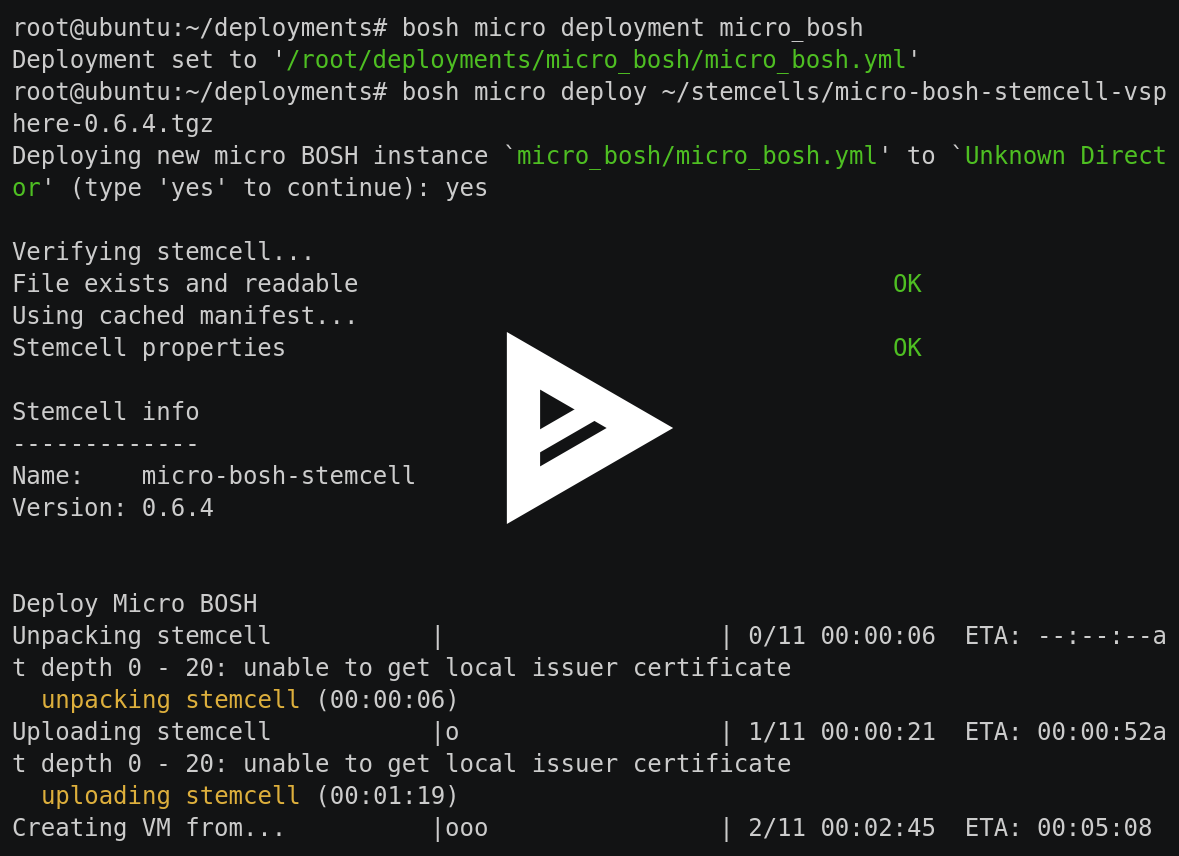 root@ubuntu:~/deployments# bosh micro deployment micro_bosh
Deployment set to '/root/deployments/micro_bosh/micro_bosh.yml'
root@ubuntu:~/deployments# bosh micro deploy ~/stemcells/micro-bosh-stemcell-vsp
here-0.6.4.tgz
Deploying new micro BOSH instance `micro_bosh/micro_bosh.yml' to `Unknown Direct
or' (type 'yes' to continue): yes

Verifying stemcell...
File exists and readable                                     OK
Using cached manifest...
Stemcell properties                                          OK

Stemcell info
-------------
Name:    micro-bosh-stemcell
Version: 0.6.4


Deploy Micro BOSH
Unpacking stemcell           |                   | 0/11 00:00:06  ETA: --:--:--a
t depth 0 - 20: unable to get local issuer certificate
  unpacking stemcell (00:00:06)
Uploading stemcell           |o                  | 1/11 00:00:21  ETA: 00:00:52a
t depth 0 - 20: unable to get local issuer certificate
  uploading stemcell (00:01:19)
Creating VM from...          |ooo                | 2/11 00:02:45  ETA: 00:05:08